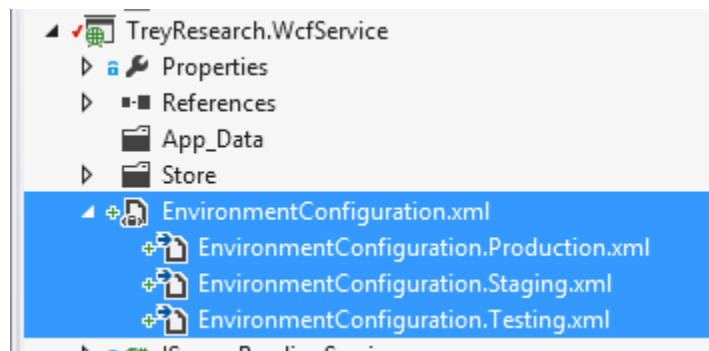 TreyResearch.WcfService
Properties
References
App_Data
Store
EnvironmentConfiguration.xml
EnvironmentConfiguration.Production.xml
EnvironmentConfiguration.Staging.xml
EnvironmentConfiguration.Testing.xml